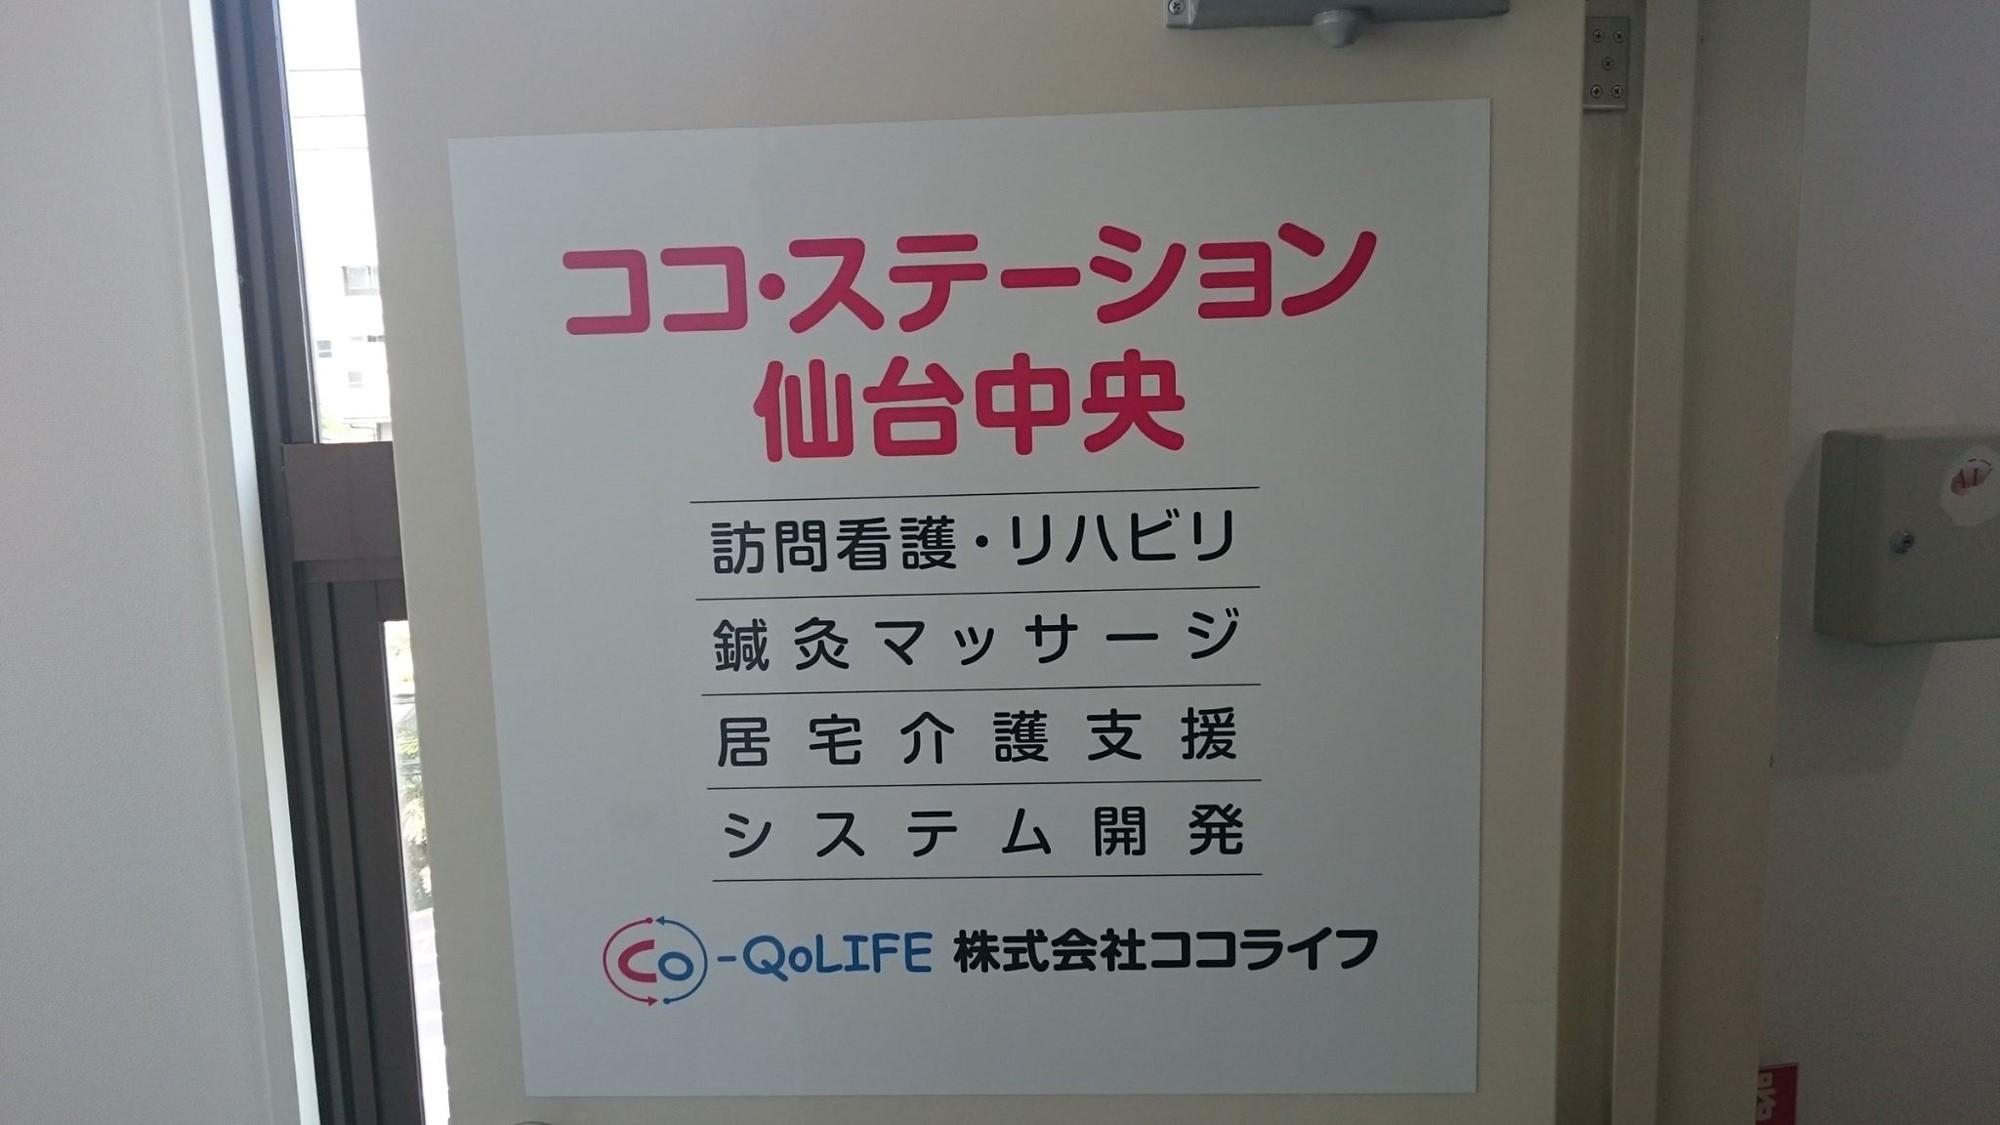 ココ・ステーション
仙台中央
訪問看護・リハビリ
鍼灸マッサージ
居宅介護支援
システム開発
Co-QoLIFE 株式会社ココライフ